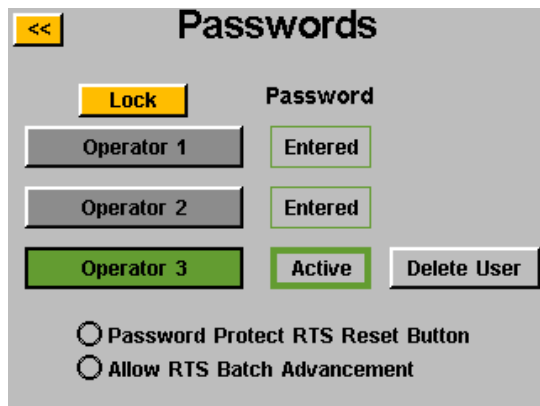 << Passwords
Lock Password
Operator 1 Entered
Operator 2 Entered
Operator 3 Active Delete User
Password Protect RTS Reset Button
Allow RTS Batch Advancement